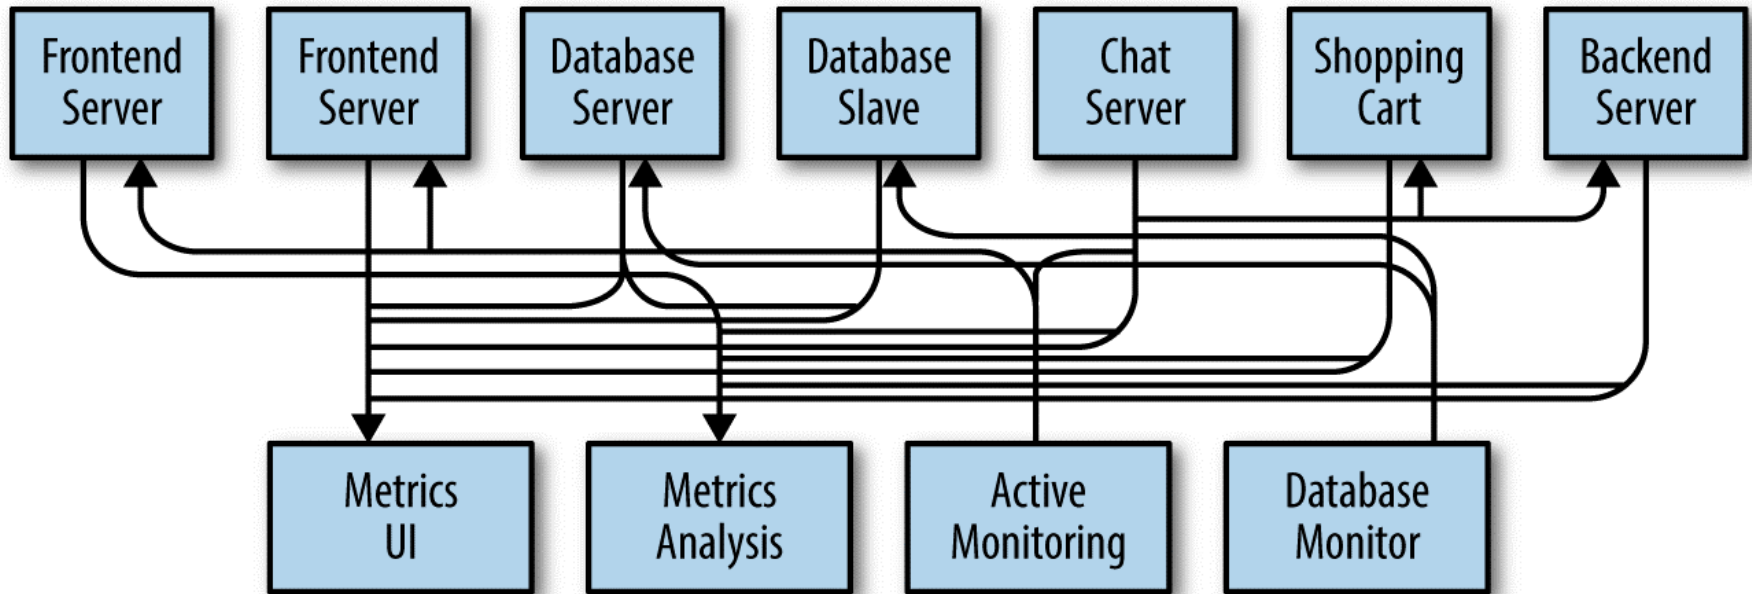 Frontend
Server
Frontend
Server
Database
Server
Database
Slave
Chat
Server
Shopping
Cart
Backend
Server
Metrics
UI
Metrics
Analysis
Active
Monitoring
Database
Monitor